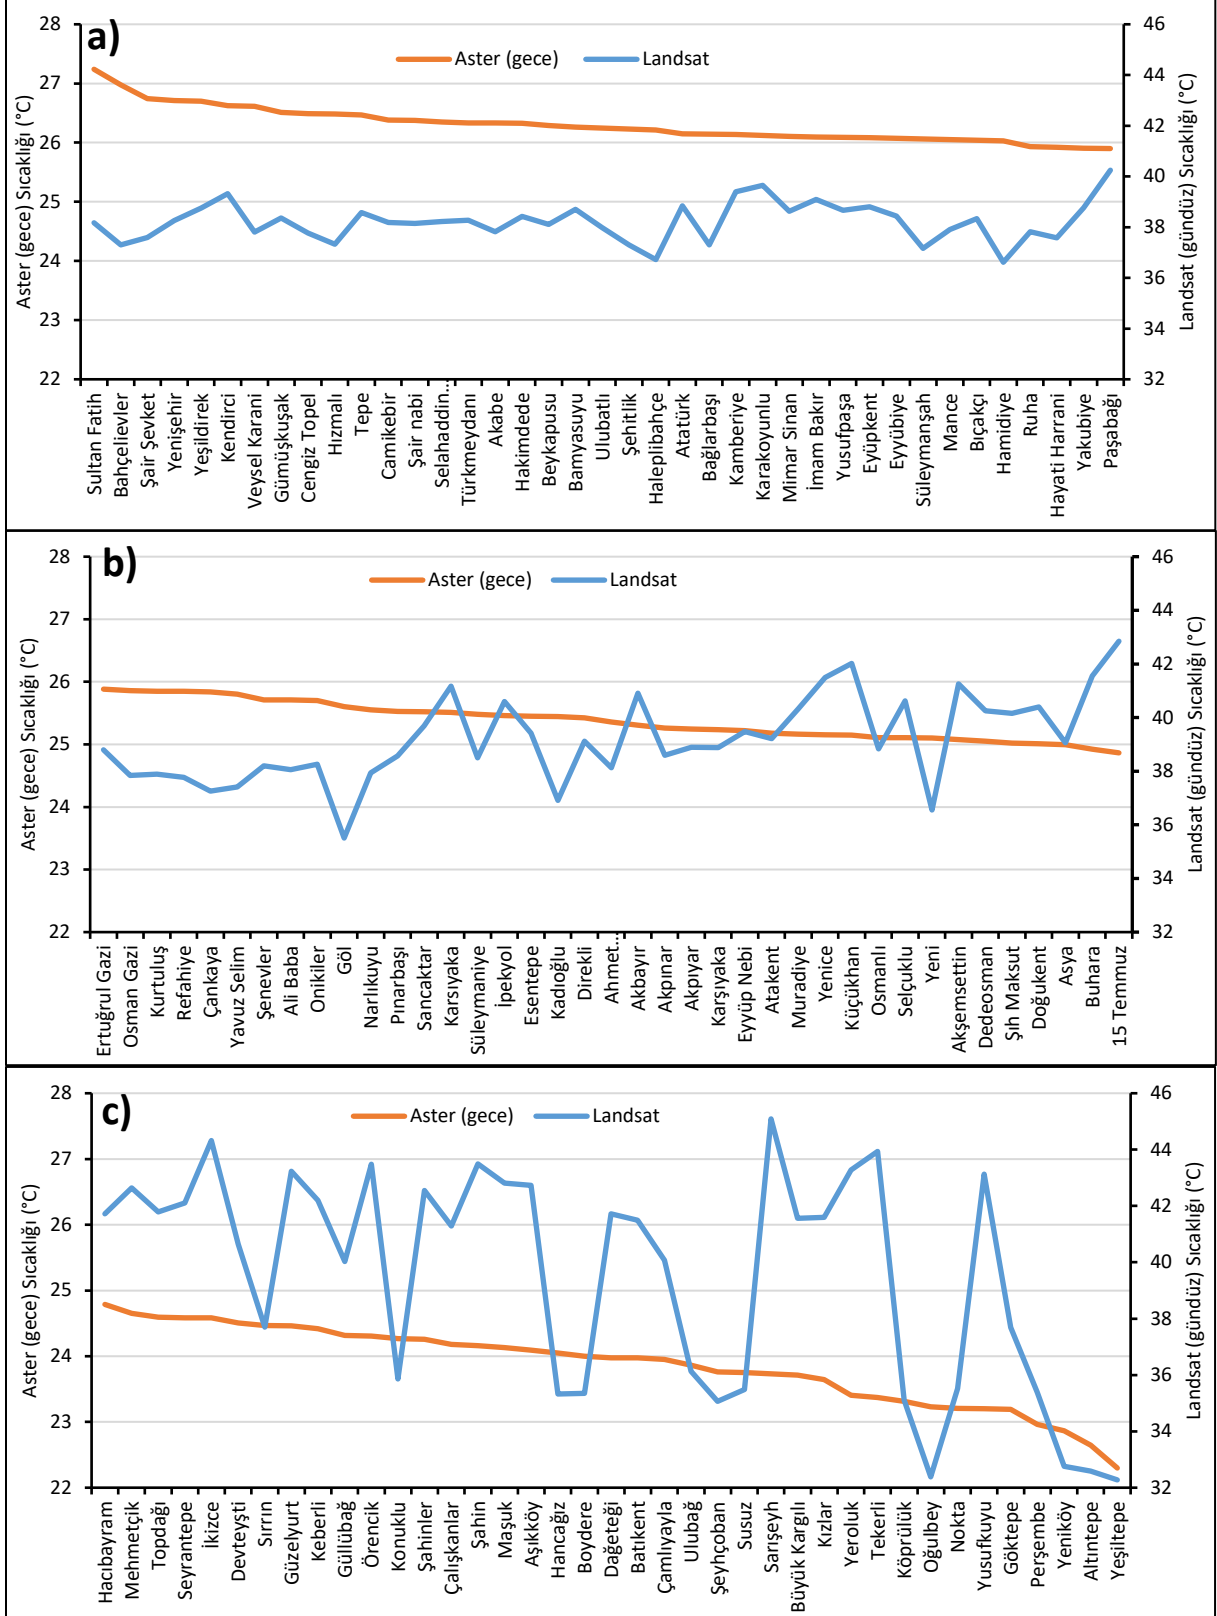 a)
Aster (gece)
Landsat
Aster (gece) Sıcaklığı (°C)
28
27
26
25
24
23
22
Landsat (gündüz) Sıcaklığı (°C)
46
44
42
40
38
36
34
32
Sultan Fatih
Bahçelievler
Şair Şevket
Yenişehir
Yeşildirek
Kendirci
Veysel Karani
Gümüşkuşak
Cengiz Topel
Hızmalı
Tepe
Camikebir
Şair nabi
Selahaddin...
Türkmeydanı
Akabe
Hakimdede
Beykapusu
Bamyasuyu
Ulubatlı
Şehitlik
Haleplibahçe
Atatürk
Bağlarbaşı
Kamberiye
Karakoyunlu
Mimar Sinan
İmam Bakır
Yusufpaşa
Eyüpkent
Eyyübiye
Süleymanşah
Mance
Bıçakçı
Hamidiye
Ruha
Hayati Harrani
Yakubiye
Paşabağı
b)
Aster (gece)
Landsat
Aster (gece) Sıcaklığı (°C)
28
27
26
25
24
23
22
Landsat (gündüz) Sıcaklığı (°C)
46
44
42
40
38
36
34
32
Ertuğrul Gazi
Osman Gazi
Kurtuluş
Refahiye
Çankaya
Yavuz Selim
Şenevler
Ali Baba
Onikiler
Göl
Narlıkuyu
Pınarbaşı
Sancaktar
Karsıyaka
Süleymaniye
İpekyol
Esentepe
Kadıoğlu
Direkli
Ahmet...
Akbayır
Akpınar
Akpıyar
Karşıyaka
Eyyüp Nebi
Atakent
Muradiye
Yenice
Küçükhan
Osmanlı
Selçuklu
Yeni
Akşemsettin
Dedeosman
Şıh Maksut
Doğukent
Asya
Buhara
15 Temmuz
c)
Aster (gece)
Landsat
Aster (gece) Sıcaklığı (°C)
28
27
26
25
24
23
22
Landsat (gündüz) Sıcaklığı (°C)
46
44
42
40
38
36
34
32
Hacıbayram
Mehmetçik
Topdağı
Seyrantepe
İkizce
Devteyşti
Sırrın
Güzelyurt
Keberli
Güllübağ
Örencik
Konuklu
Şahinler
Çalışkanlar
Şahin
Maşuk
Aşıkköy
Hancağız
Boydere
Dağeteği
Batıkent
Çamlıyayla
Ulubağ
Şeyhçoban
Susuz
Sarışeyh
Büyük Kargılı
Kızlar
Yeroluk
Tekerli
Köprülük
Oğulbey
Nokta
Yusufkuyu
Göktepe
Perşembe
Yeniköy
Altıntepe
Yeşiltepe